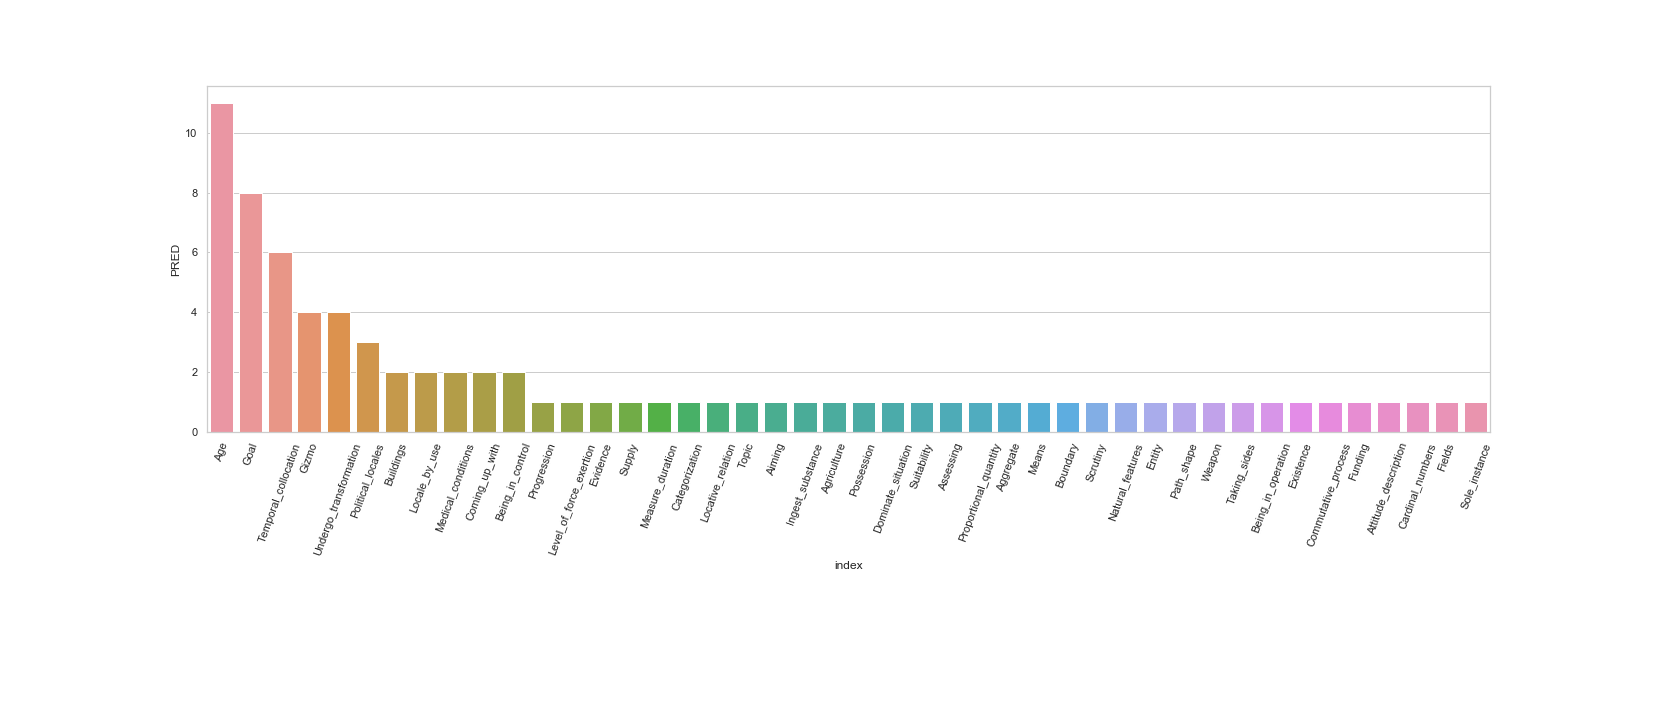 10
8
6
4
2
0
PRED
Age
Goal
Temporal_collocation
Gizmo
Undergo_transformation
Political_locales
Buildings
Locale_by_use
Medical_conditions
Coming_up_with
Being_in_control
Progression
Level_of_force_exertion
Evidence
Supply
Measure_duration
Categorization
Locative_relation
Topic
Aiming
Ingest_substance
Agriculture
Possession
Dominate_situation
Suitability
Assessing
Proportional_quantity
Aggregate
Means
Boundary
Scrutiny
Natural_features
Entity
Path_shape
Weapon
Taking_sides
Being_in_operation
Existence
Commutative_process
Funding
Attitude_description
Cardinal_numbers
Fields
Sole_instance
index